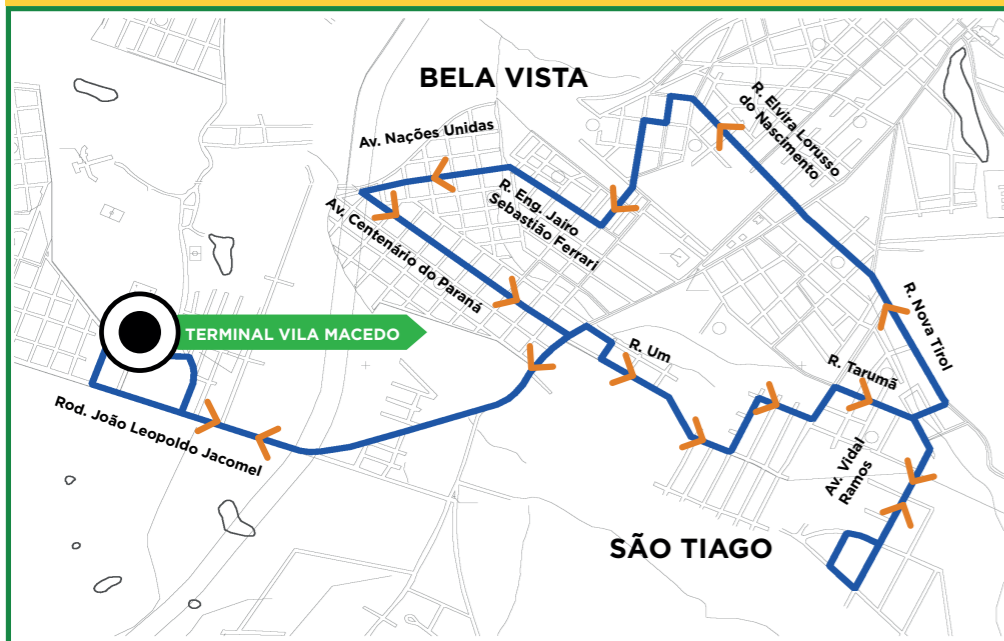 BELA VISTA
R. Elvira Lorusso
do Nascimento
Av. Nações Unidas
R. Eng. Jairo
Sebastião Ferrari
Av. Centenário do Paraná
R. Nova Tirol
TERMINAL VILA MACEDO
R. Um
R. Tarumã
Rod. João Leopoldo Jacomel
Av. Vidal
Ramos
SÃO TIAGO